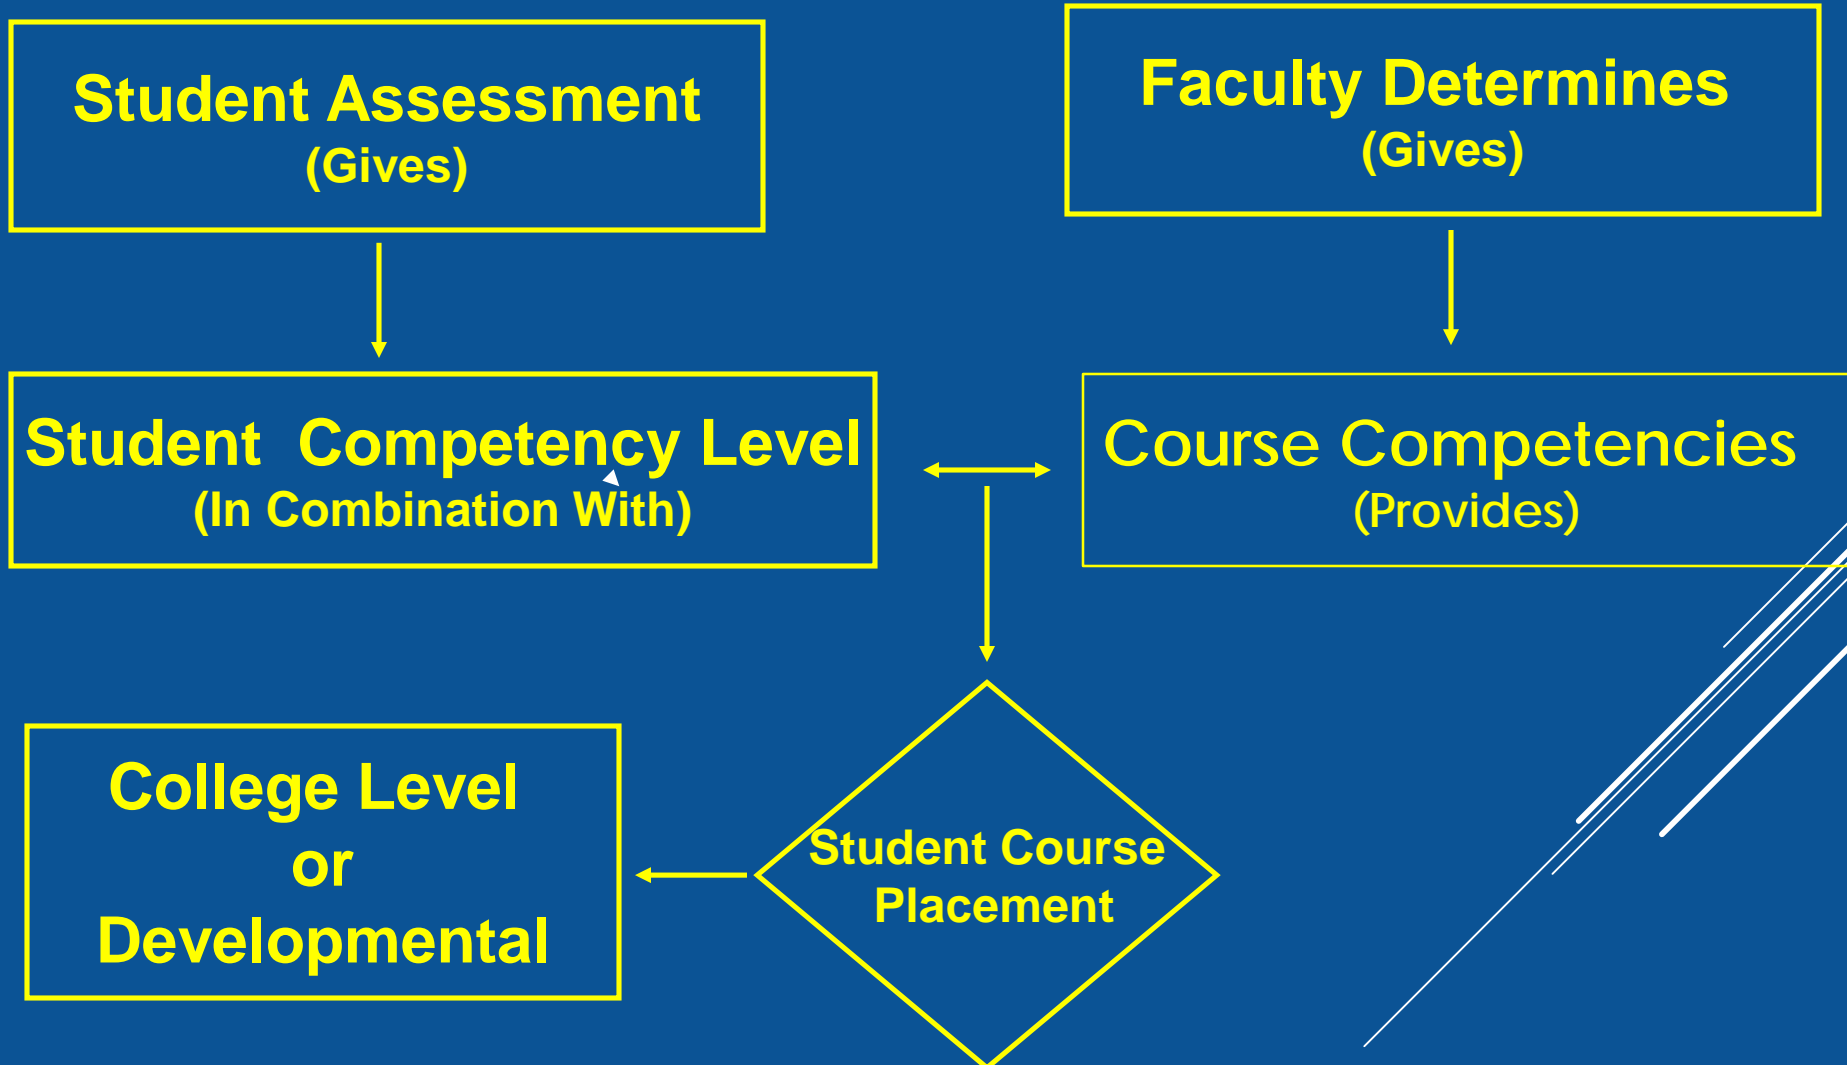 Student Assessment
(Gives)
Faculty Determines
(Gives)
Student  Competency Level
(In Combination With)
Course Competencies
(Provides)
College Level
or
Developmental
Student Course
Placement